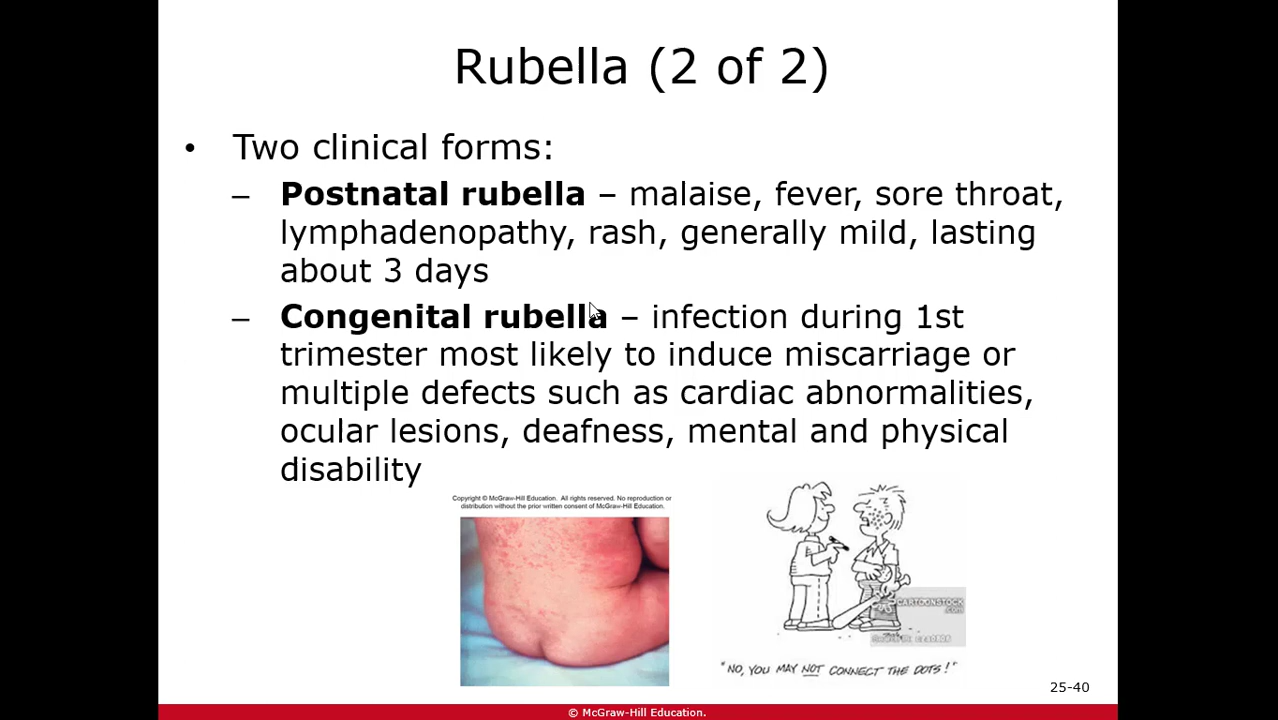 Rubella (2 of 2)
• Two clinical forms:
– Postnatal rubella – malaise, fever, sore throat,
lymphadenopathy, rash, generally mild, lasting
about 3 days
– Congenital rubella – infection during 1st
trimester most likely to induce miscarriage or
multiple defects such as cardiac abnormalities,
ocular lesions, deafness, mental and physical
disability
Copyright © McGraw-Hill Education. All rights reserved. No reproduction or
distribution without the prior written consent of McGraw-Hill Education.
CARTOONSTOCK
.com
"NO, YOU MAY NOT CONNECT THE DOTS!"
25-40
© McGraw-Hill Education.